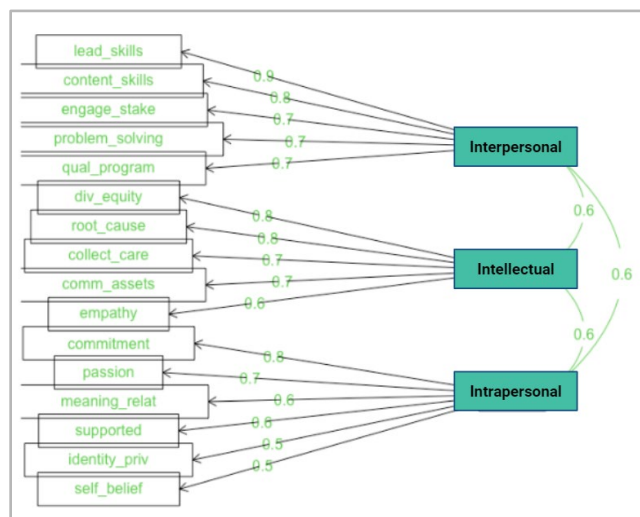 lead_skills
content_skills
engage_stake
problem_solving
qual_program
div_equity
root_cause
collect_care
comm_assets
empathy
commitment
passion
meaning_relat
supported
identity_priv
self_belief
0.9
0.8
0.7
0.7
0.7
0.8
0.8
0.7
0.7
0.6
0.8
0.7
0.6
0.6
0.5
0.5
Interpersonal
Intellectual
Intrapersonal
0.6
0.6
0.6